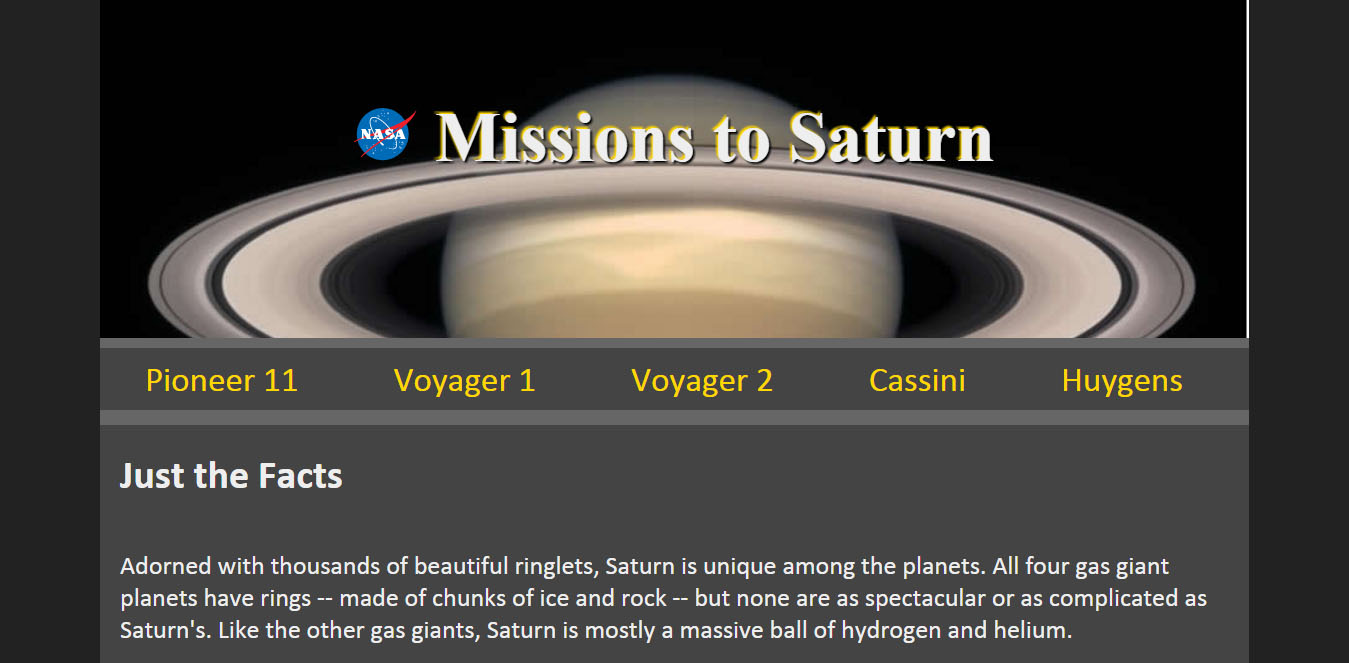 NASA
Missions to Saturn
Pioneer 11 Voyager 1 Voyager 2 Cassini Huygens
Just the Facts
Adorned with thousands of beautiful ringlets, Saturn is unique among the planets. All four gas giant
planets have rings -- made of chunks of ice and rock -- but none are as spectacular or as complicated as
Saturn's. Like the other gas giants, Saturn is mostly a massive ball of hydrogen and helium.